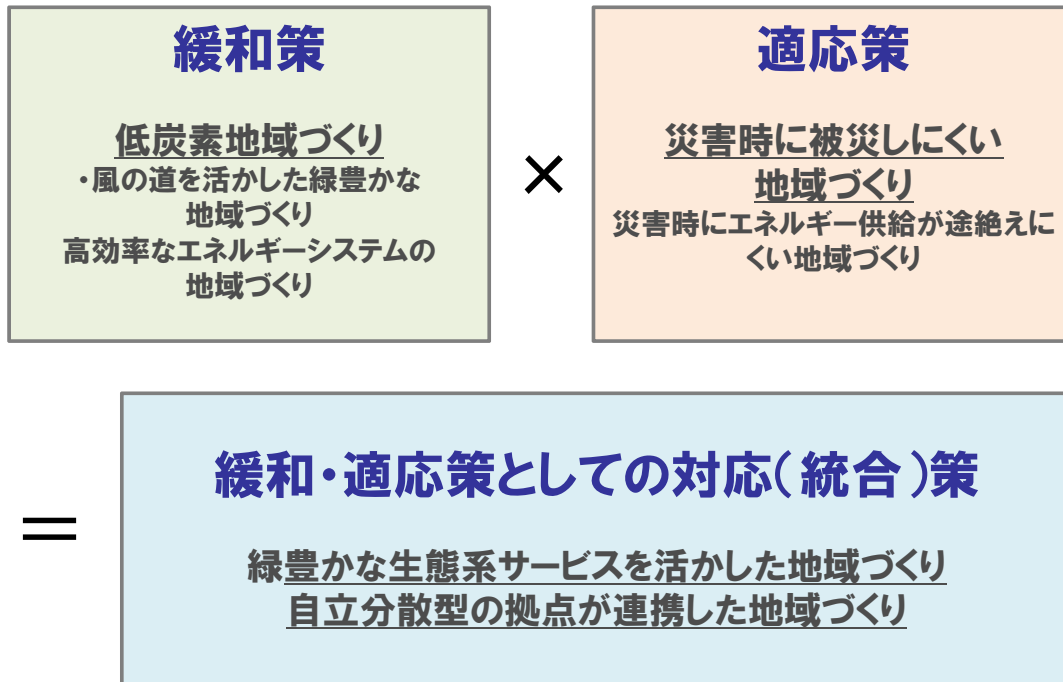 緩和策
低炭素地域づくり
・風の道を活かした緑豊かな
地域づくり
高効率なエネルギーシステムの
地域づくり
×
適応策
災害時に被災しにくい
地域づくり
災害時にエネルギー供給が途絶えに
くい地域づくり
＝
緩和・適応策としての対応（統合）策
緑豊かな生態系サービスを活かした地域づくり
自立分散型の拠点が連携した地域づくり